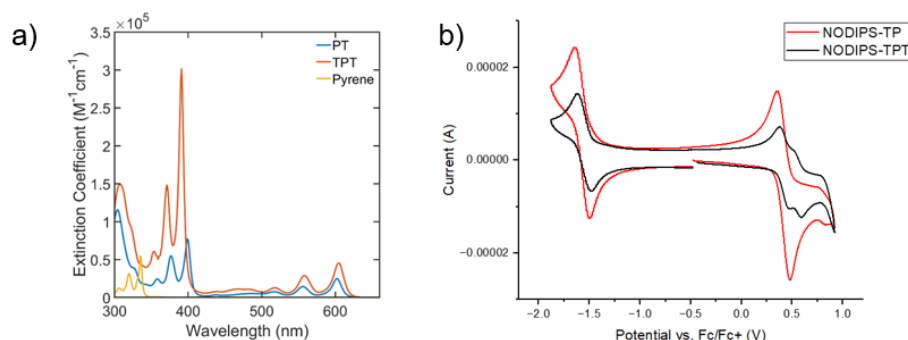 a)
×10⁵
3.5
3
2.5
2
1.5
1
0.5
0
Extinction Coefficient (M⁻¹cm⁻¹)
PT
TPT
Pyrene
300
400
500
600
Wavelength (nm)
b)
NODIPS-TP
NODIPS-TPT
0.00002
0.00000
−0.00002
Current (A)
−2.0
−1.5
−1.0
−0.5
0.0
0.5
1.0
Potential vs. Fc/Fc+ (V)